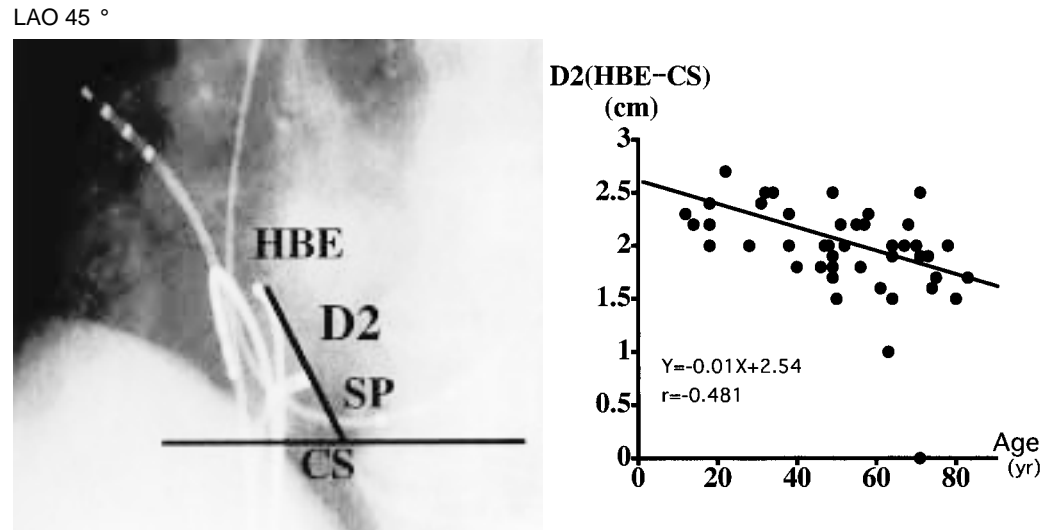 LAO 45 °
HBE
D2
SP
CS
D2(HBE-CS)
(cm)
3
2.5
2
1.5
1
0.5
0
Y=-0.01X+2.54
r=-0.481
0 20 40 60 80
Age
(yr)